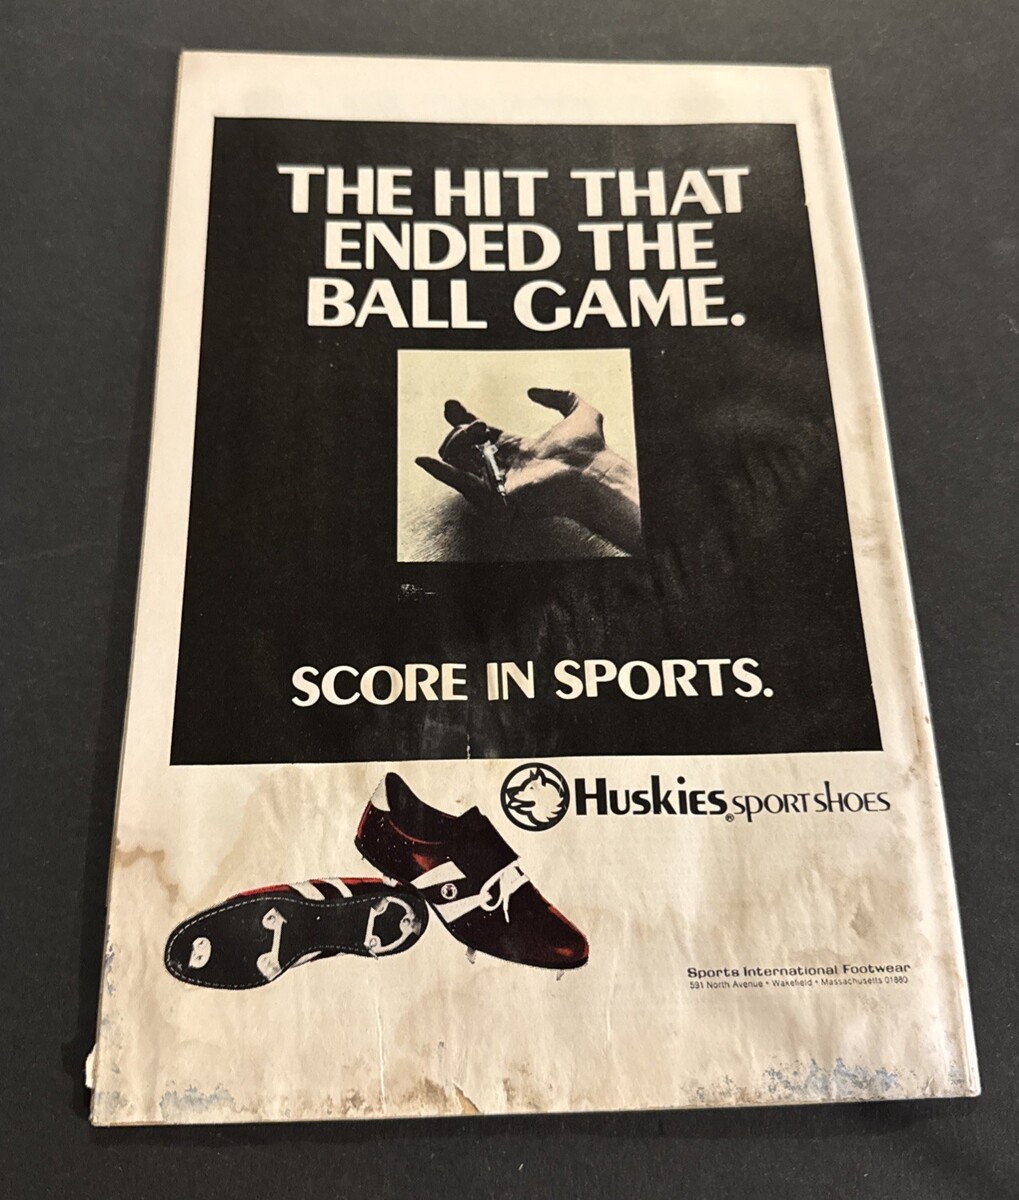 THE HIT THAT
ENDED THE
BALL GAME.
SCORE IN SPORTS.
HUSKIES® SPORT SHOES
Sports International Footwear
591 North Avenue • Wakefield • Massachusetts 01880